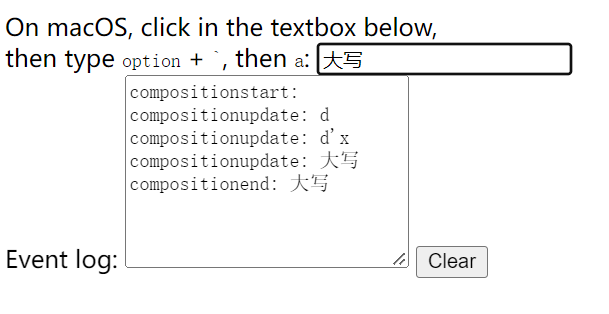 On macOS, click in the textbox below,
then type option + `, then a: 大写
compositionstart:
compositionupdate: d
compositionupdate: d'x
compositionupdate: 大写
compositionend: 大写
Event log:
Clear